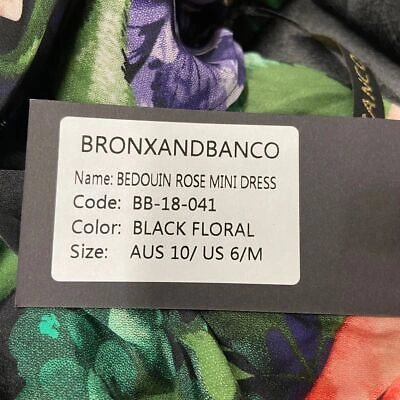 BRONXANDBANCO
Name: BEDOUIN ROSE MINI DRESS
Code: BB-18-041
Color: BLACK FLORAL
Size: AUS 10/ US 6/M